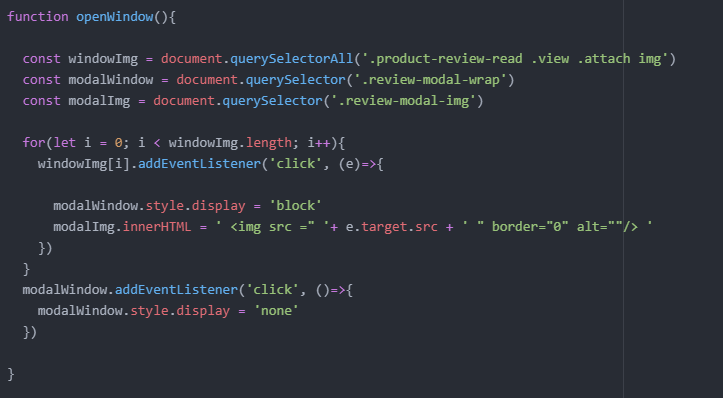 function openWindow(){
const windowImg = document.querySelectorAll('.product-review-read .view .attach img')
const modalWindow = document.querySelector('.review-modal-wrap')
const modalImg = document.querySelector('.review-modal-img')
for(let i = 0; i < windowImg.length; i++){
windowImg[i].addEventListener('click', (e)=>{
modalWindow.style.display = 'block'
modalImg.innerHTML = ' <img src =" '+ e.target.src + ' " border="0" alt=""/> '
})
}
modalWindow.addEventListener('click', ()=>{
modalWindow.style.display = 'none'
})
}